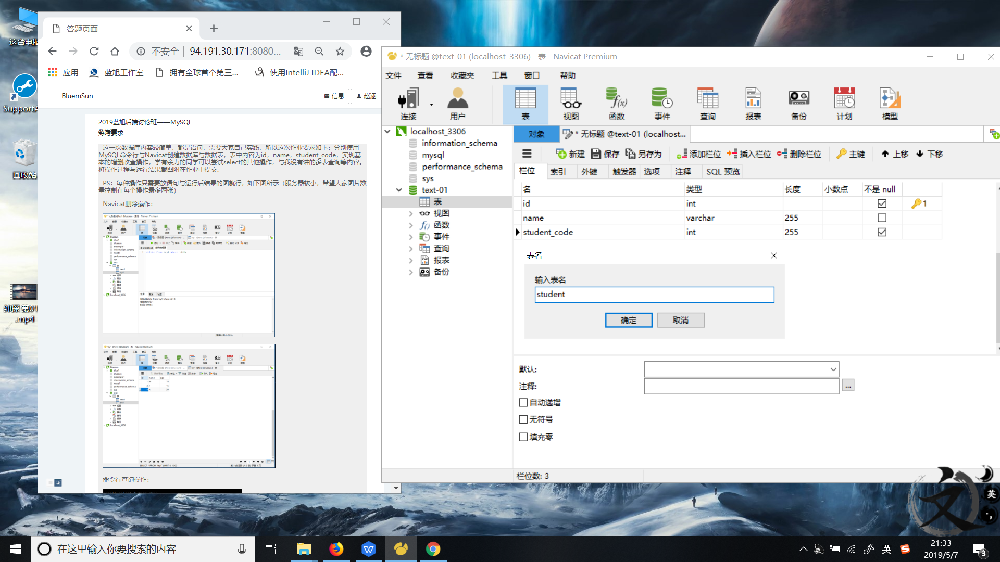 这台电脑
回收站
.mp4
答题页面
不安全
94.191.30.171:8080...
应用
蓝旭工作室
拥有全球首个第三...
使用IntelliJ IDEA配...
BluemSun
信息
赵涵
2019蓝旭后端讨论班——MySQL
这一次数据库内容较简单，都是语句，需要大家自己实践，所以这次作业要求如下：分别使用
MySQL命令行与Navicat创建数据库与数据表，表中内容为id，name，student_code，实现基
本的增删改查操作，学有余力的同学可以尝试select的其他操作，与我没有讲的多表查询等内容。
将操作过程与运行结果截图附在作业中提交。
PS：每种操作只需要放语句与运行后结果的图就行，如下图所示（服务器较小，希望大家图片数
量控制在每个操作最多两张）
Navicat删除操作：
命令行查询操作：
* 无标题 @text-01 (localhost_3306) - 表 - Navicat Premium
文件 查看 收藏夹 工具 窗口 帮助
连接 用户 表 视图 函数 事件 查询 报表 备份 计划 模型
localhost_3306
information_schema
mysql
performance_schema
sys
text-01
表
视图
函数
事件
查询
报表
备份
对象
* 无标题 @text-01 (localhost...
新建 保存 另存为 添加栏位 插入栏位 删除栏位 主键 上移 下移
栏位 索引 外键 触发器 选项 注释 SQL 预览
名 类型 长度 小数点 不是 null
id int 1
name varchar 255
student_code int 255
表名
输入表名
student
确定 取消
默认:
注释:
...
自动递增
无符号
填充零
栏位数: 3
在这里输入你要搜索的内容
英
英
21:33
2019/5/7
3